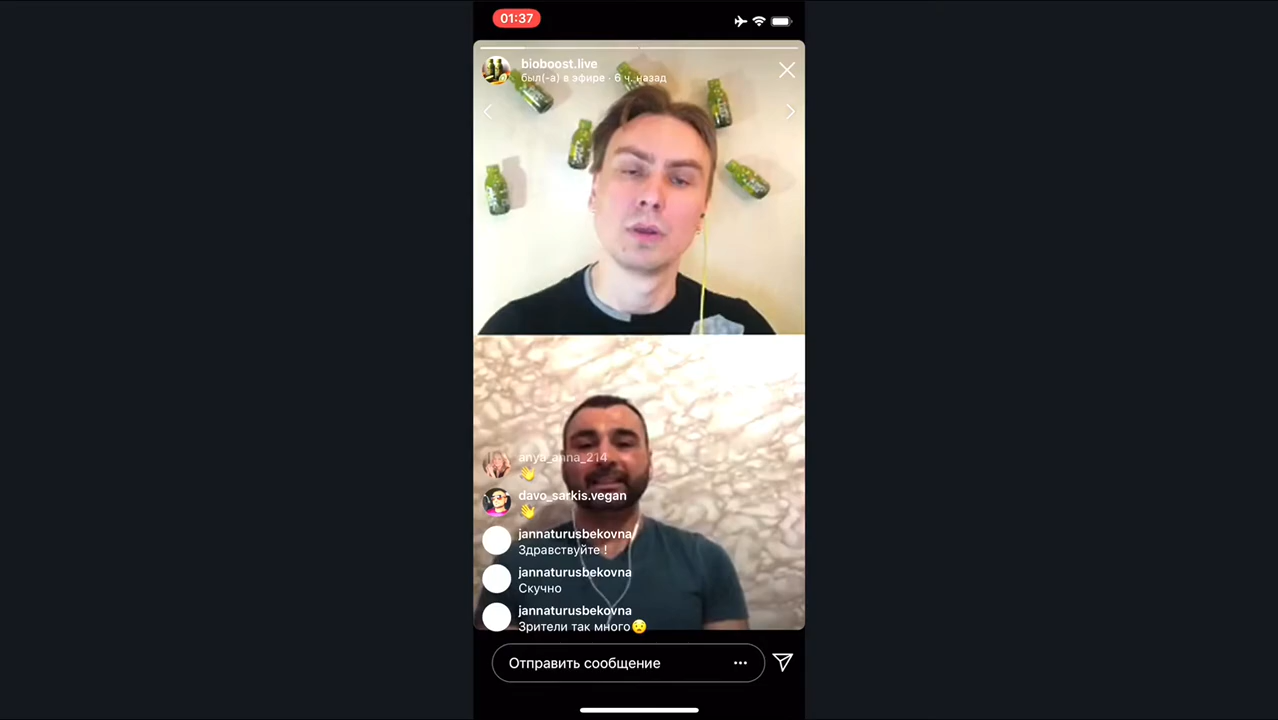 01:37
bioboost.live
был(-а) в эфире · 6 ч. назад
anya_anna_214
👋
davo_sarkis.vegan
👋
jannaturusbekovna
Здравствуйте !
jannaturusbekovna
Скучно
jannaturusbekovna
Зрители так много😟
Отправить сообщение